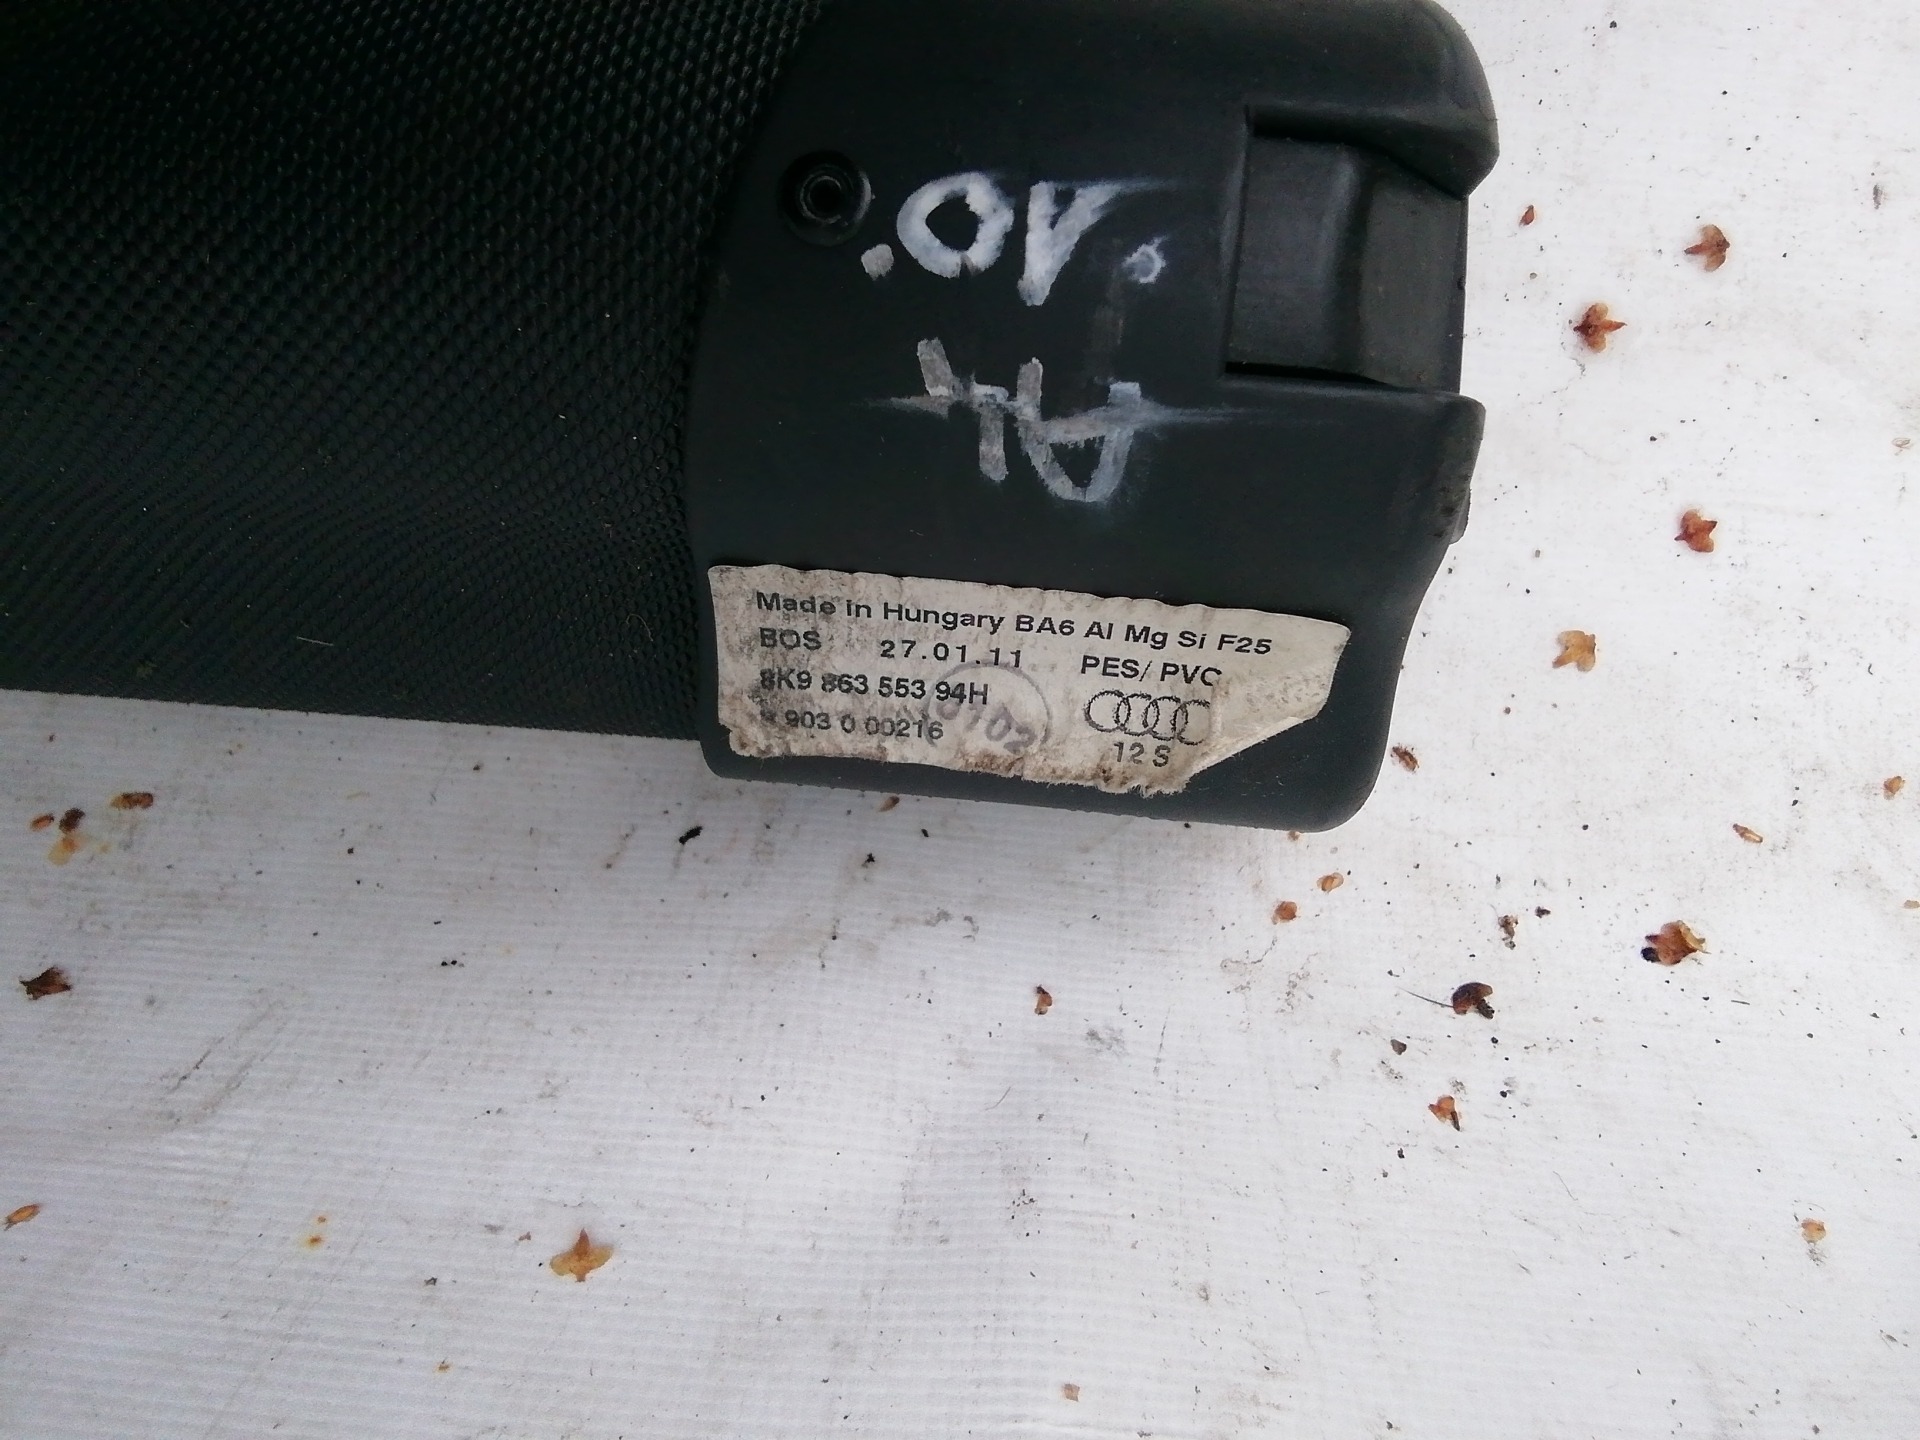 A4
'10.
Made in Hungary BA6 Al Mg Si F25
BOS 27.01.11 PES/ PVC
8K9 863 553 94H
903 0 00216
12 S